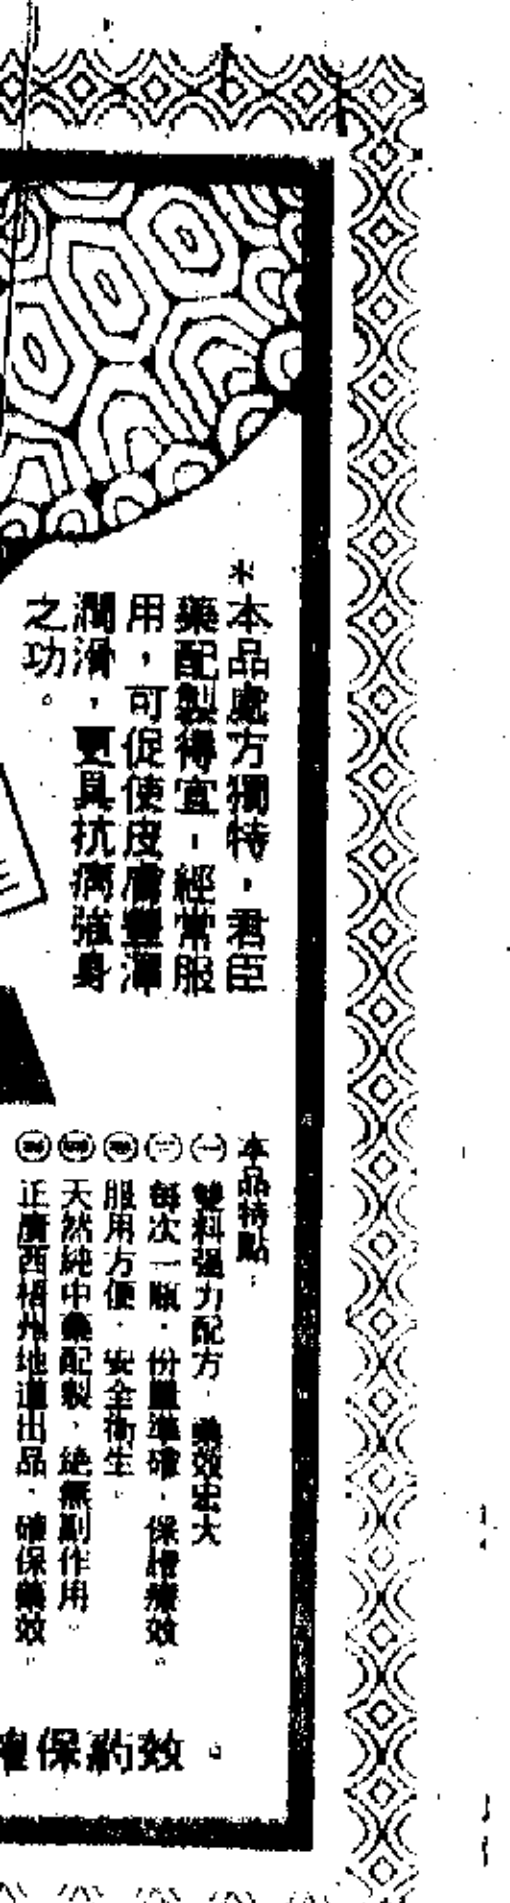 *本品處方獨特,君臣
藥配製得宜,經常服
用,可促使皮膚豐澤
潤滑,更具抗病強身
之功。
本品特點:
㊀雙料強力配方,藥效宏大
㊁每次一瓶,份量準確,保證療效。
服用方便,安全衛生。
天然純中藥配製,絕無副作用。
正廣西梧州地道出品,確保藥效。
確保药效。